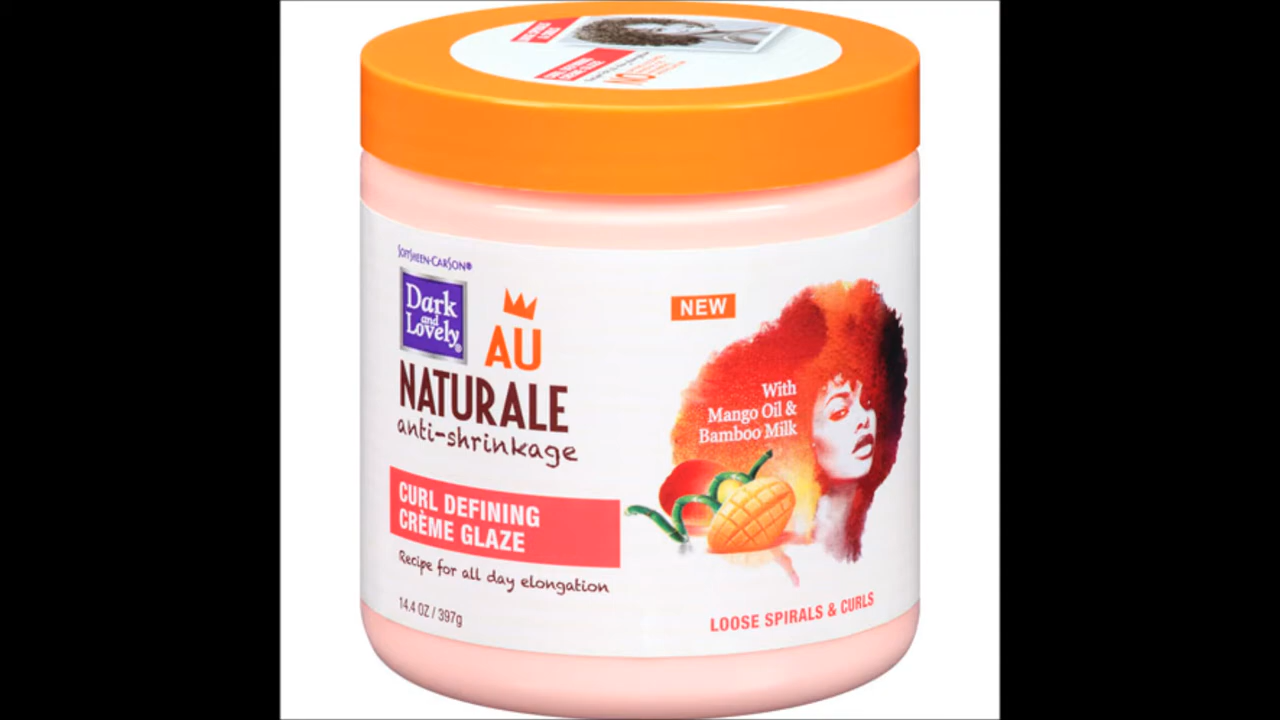 NO
SOFTSHEEN-CARSON®
Dark
and
Lovely®
AU
NATURALE
anti-shrinkage
NEW
With
Mango Oil &
Bamboo Milk
CURL DEFINING
CRÈME GLAZE
Recipe for all day elongation
14.4 OZ / 397g
LOOSE SPIRALS & CURLS